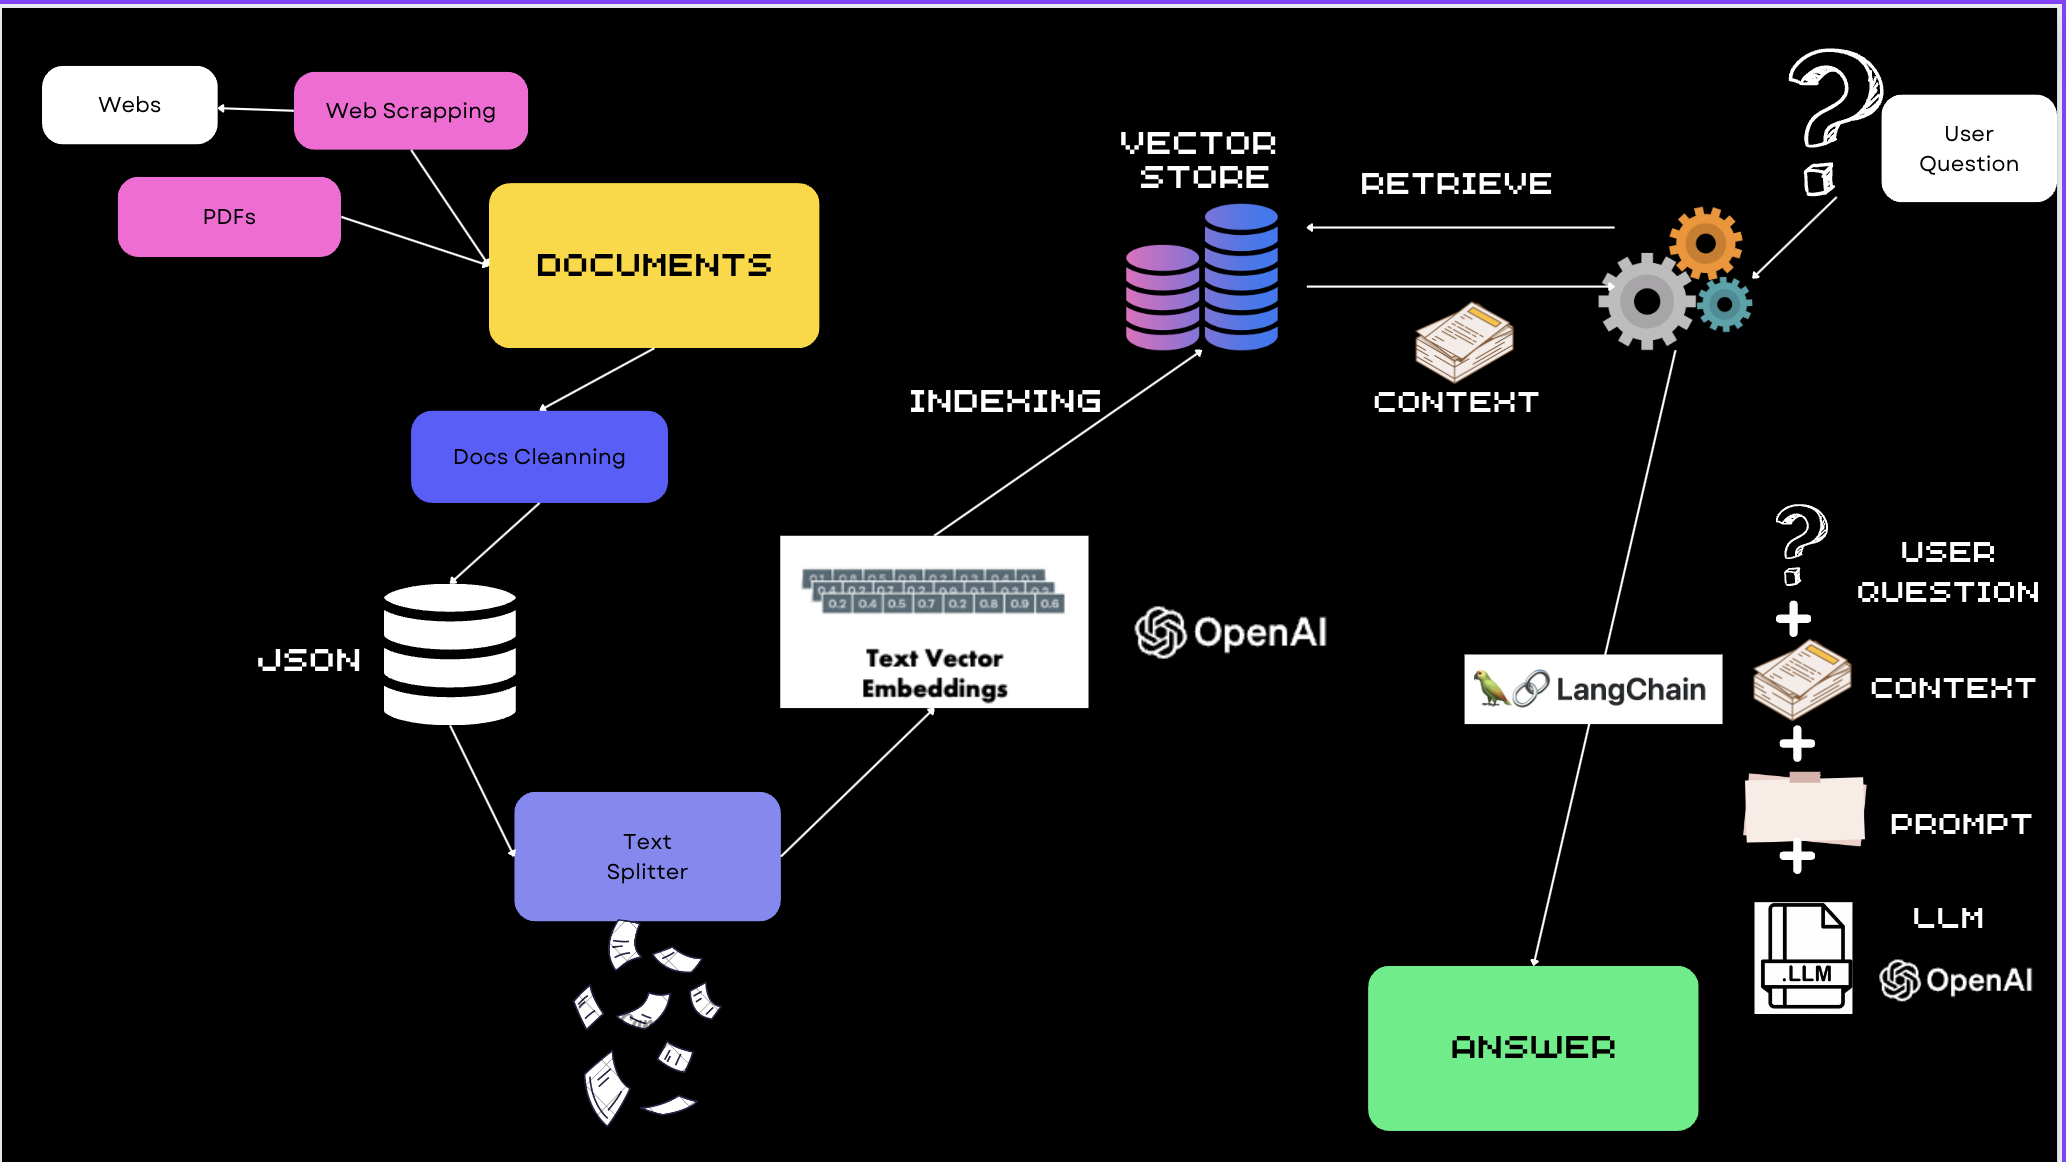 Webs
Web Scrapping
PDFs
DOCUMENTS
Docs Cleanning
JSON
Text
Splitter
0.2 0.4 0.5 0.7 0.2 0.8 0.9 0.6
Text Vector
Embeddings
OpenAI
INDEXING
VECTOR
STORE
RETRIEVE
CONTEXT
User
Question
LangChain
ANSWER
USER
QUESTION
+
CONTEXT
+
PROMPT
+
LLM
.LLM
OpenAI